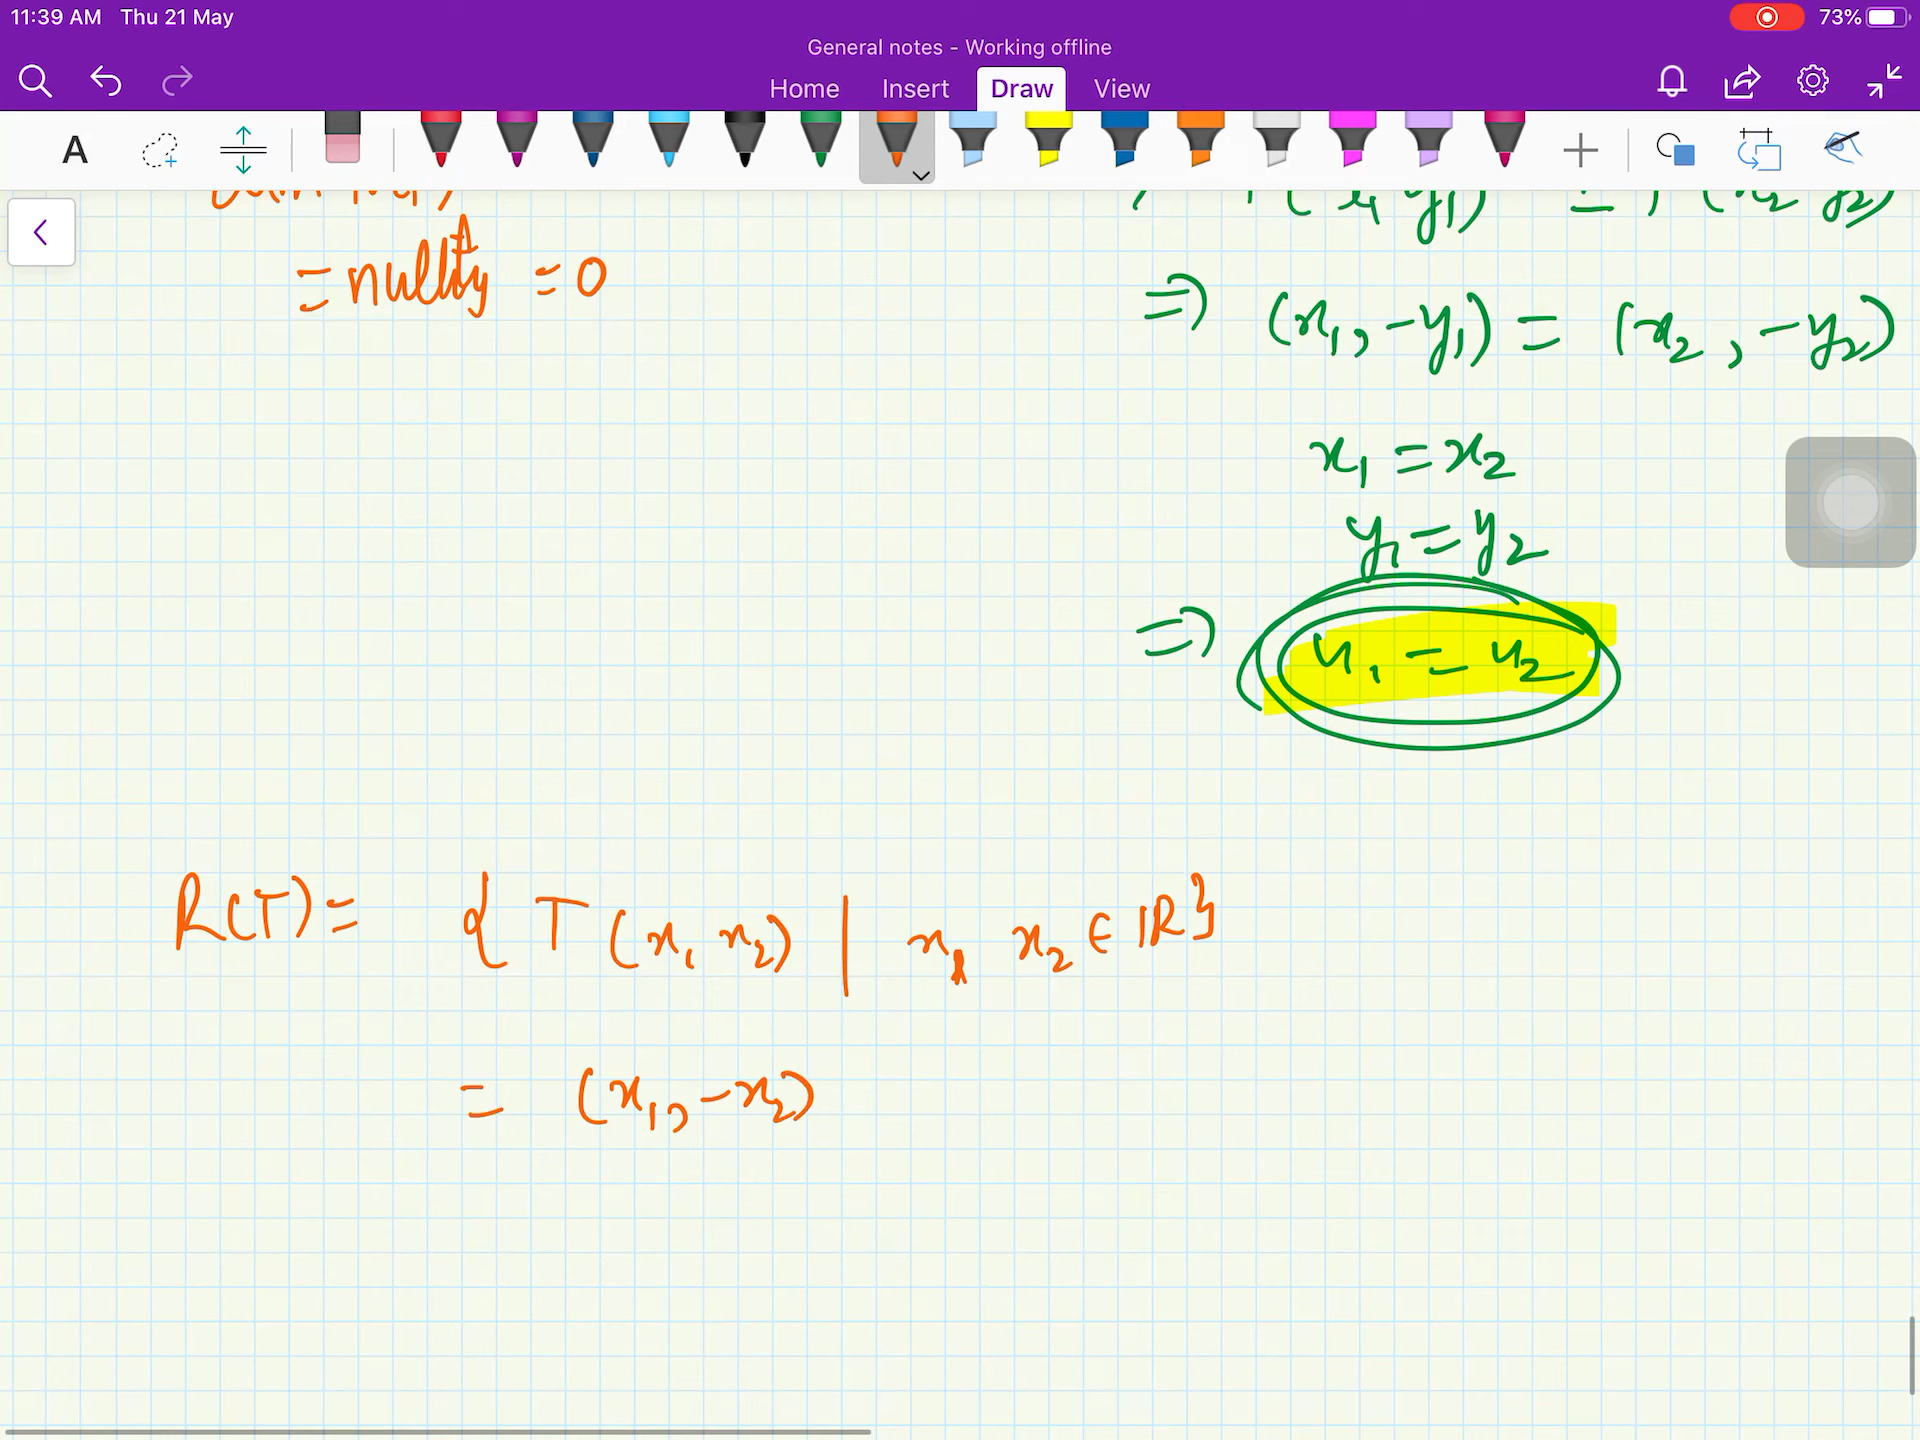 11:39 AM Thu 21 May
73%
General notes - Working offline
Home Insert Draw View
A
= nullity = 0
⇒ (x₁, -y₁) = (x₂, -y₂)
x₁ = x₂
y₁ = y₂
⇒ u₁ = u₂
R(T) = { T (x₁ x₂) | x₁ x₂ ∈ ℝ }
= (x₁, -x₂)